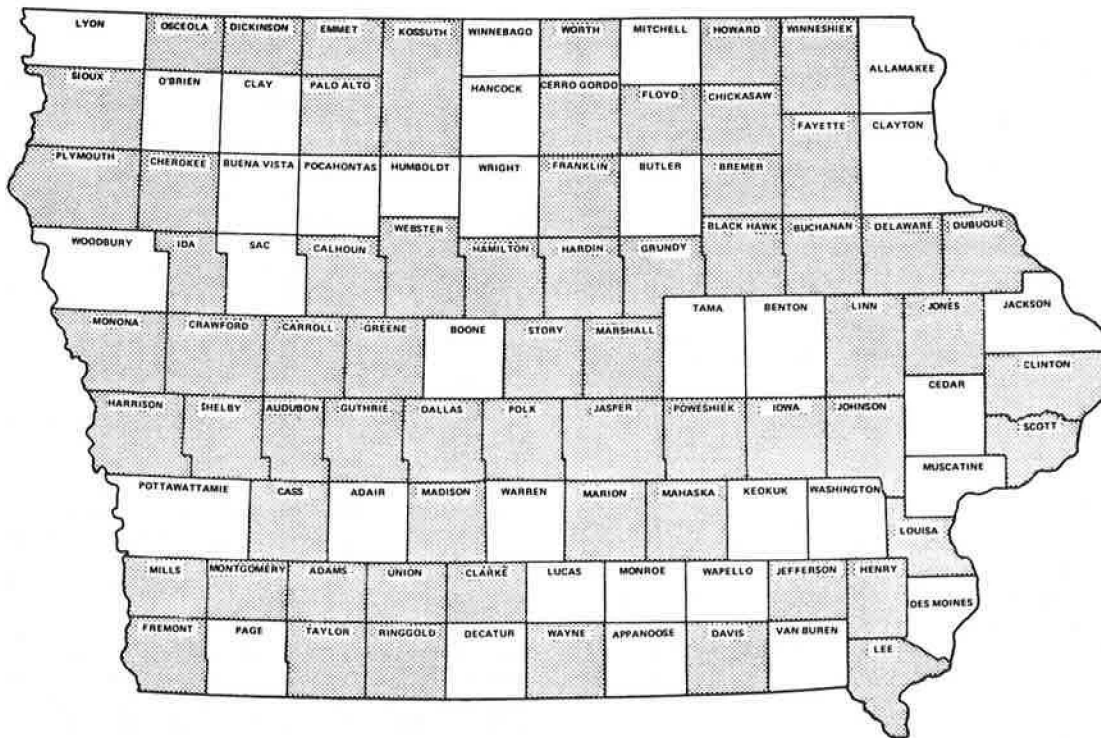 LYON
OSCEOLA
DICKINSON
EMMET
KOSSUTH
WINNEBAGO
WORTH
MITCHELL
HOWARD
WINNESHIEK
ALLAMAKEE
SIOUX
O'BRIEN
CLAY
PALO ALTO
HANCOCK
CERRO GORDO
FLOYD
CHICKASAW
FAYETTE
CLAYTON
PLYMOUTH
CHEROKEE
BUENA VISTA
POCAHONTAS
HUMBOLDT
WRIGHT
FRANKLIN
BUTLER
BREMER
WOODBURY
IDA
SAC
CALHOUN
WEBSTER
HAMILTON
HARDIN
GRUNDY
BLACK HAWK
BUCHANAN
DELAWARE
DUBUQUE
MONONA
CRAWFORD
CARROLL
GREENE
BOONE
STORY
MARSHALL
TAMA
BENTON
LINN
JONES
JACKSON
CLINTON
CEDAR
HARRISON
SHELBY
AUDUBON
GUTHRIE
DALLAS
POLK
JASPER
POWESHIEK
IOWA
JOHNSON
SCOTT
MUSCATINE
POTTAWATTAMIE
CASS
ADAIR
MADISON
WARREN
MARION
MAHASKA
KEOKUK
WASHINGTON
LOUISA
MILLS
MONTGOMERY
ADAMS
UNION
CLARKE
LUCAS
MONROE
WAPELLO
JEFFERSON
HENRY
DES MOINES
FREMONT
PAGE
TAYLOR
RINGGOLD
DECATUR
WAYNE
APPANOOSE
DAVIS
VAN BUREN
LEE